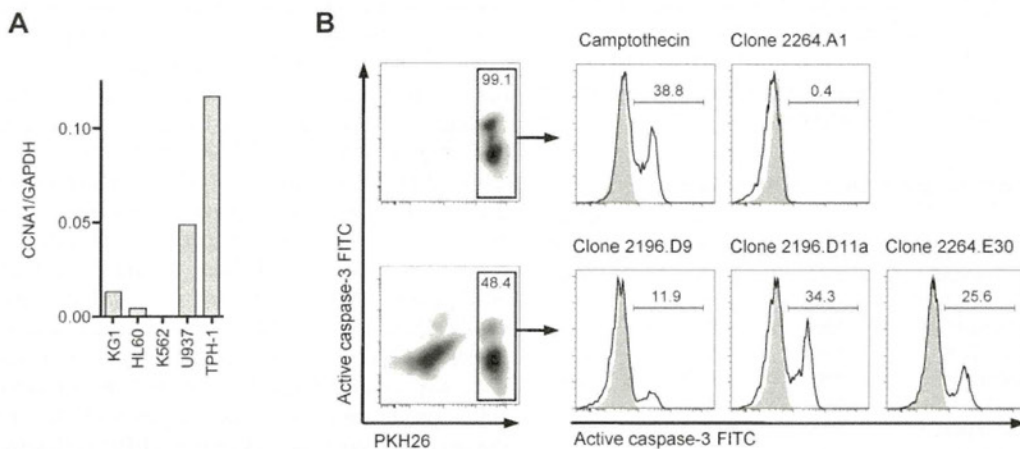 A
CCNA1/GAPDH
0.10
0.05
0.00
KG1
HL60
K562
U937
TPH-1
B
Active caspase-3 FITC
PKH26
99.1
48.4
Camptothecin
38.8
Clone 2264.A1
0.4
Clone 2196.D9
11.9
Clone 2196.D11a
34.3
Clone 2264.E30
25.6
Active caspase-3 FITC